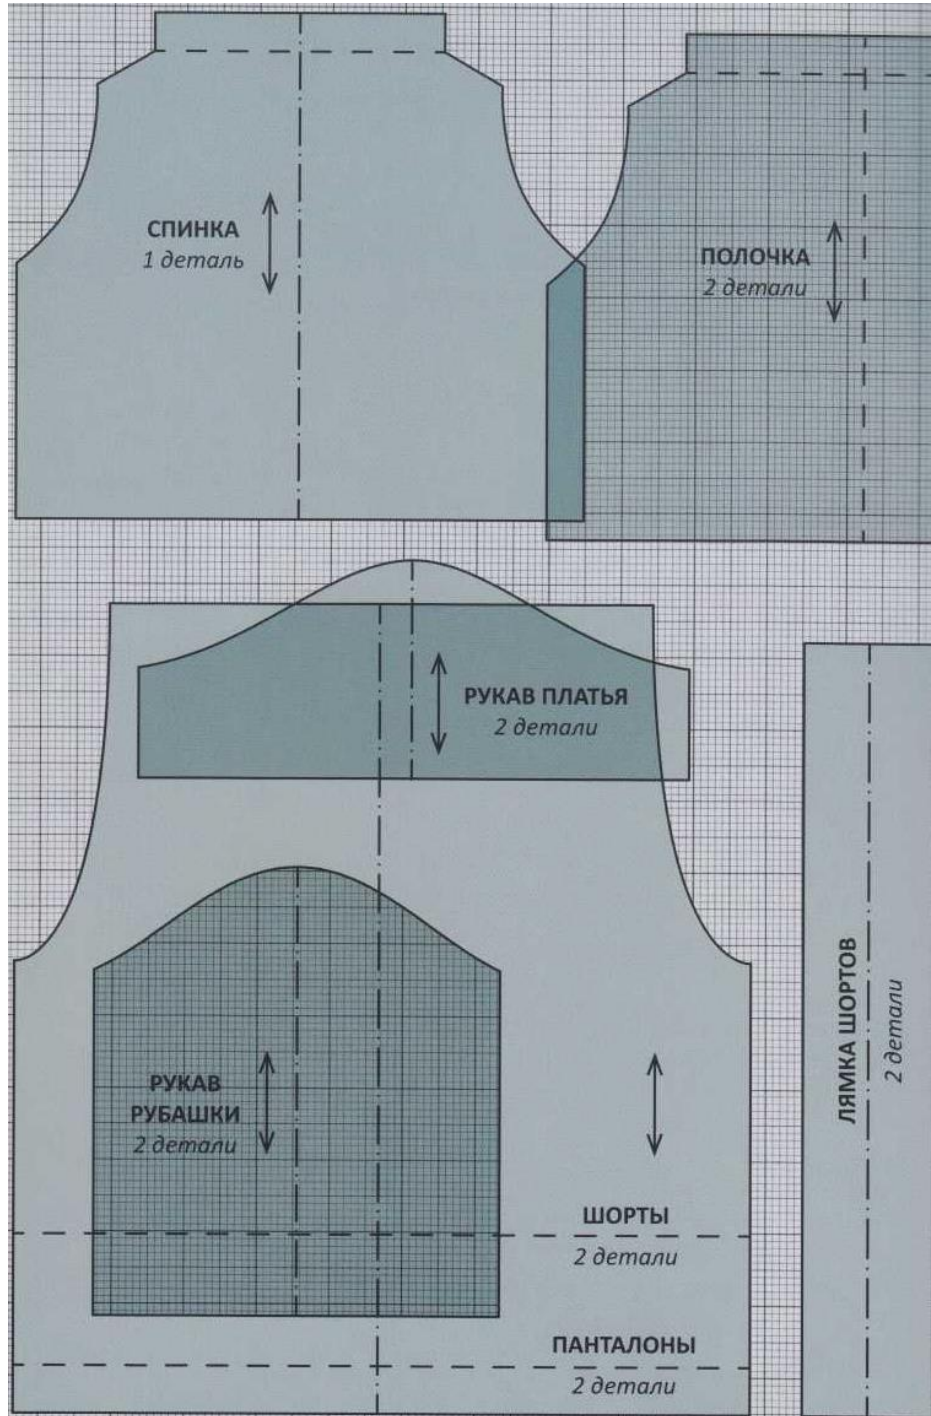 СПИНКА
1 деталь
ПОЛОЧКА
2 детали
РУКАВ ПЛАТЬЯ
2 детали
РУКАВ
РУБАШКИ
2 детали
ШОРТЫ
2 детали
ПАНТАЛОНЫ
2 детали
ЛЯМКА ШОРТОВ
2 детали